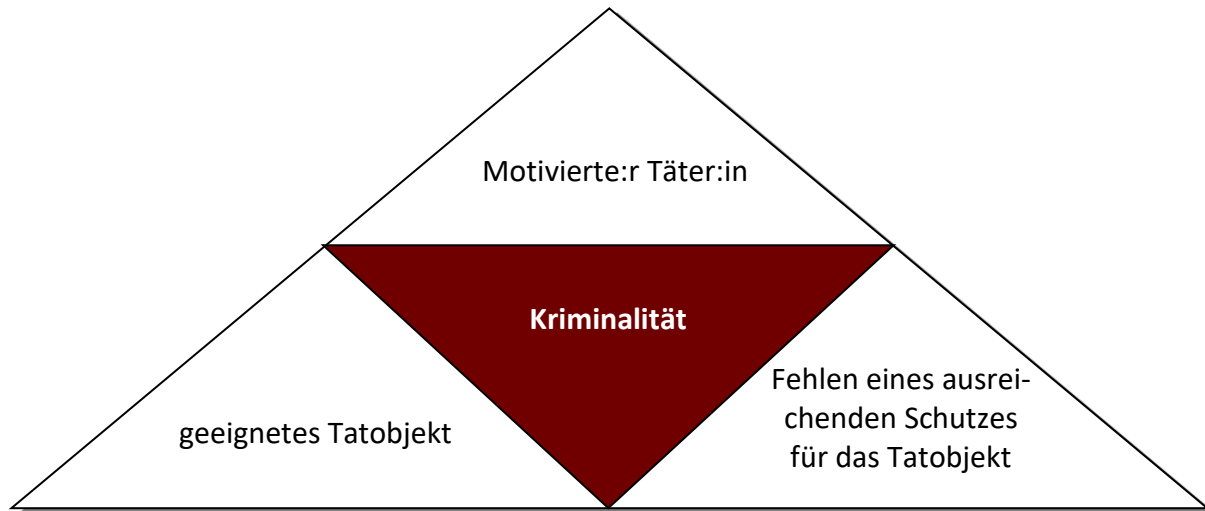 Motivierte:r Täter:in
Kriminalität
geeignetes Tatobjekt
Fehlen eines ausrei-
chenden Schutzes
für das Tatobjekt